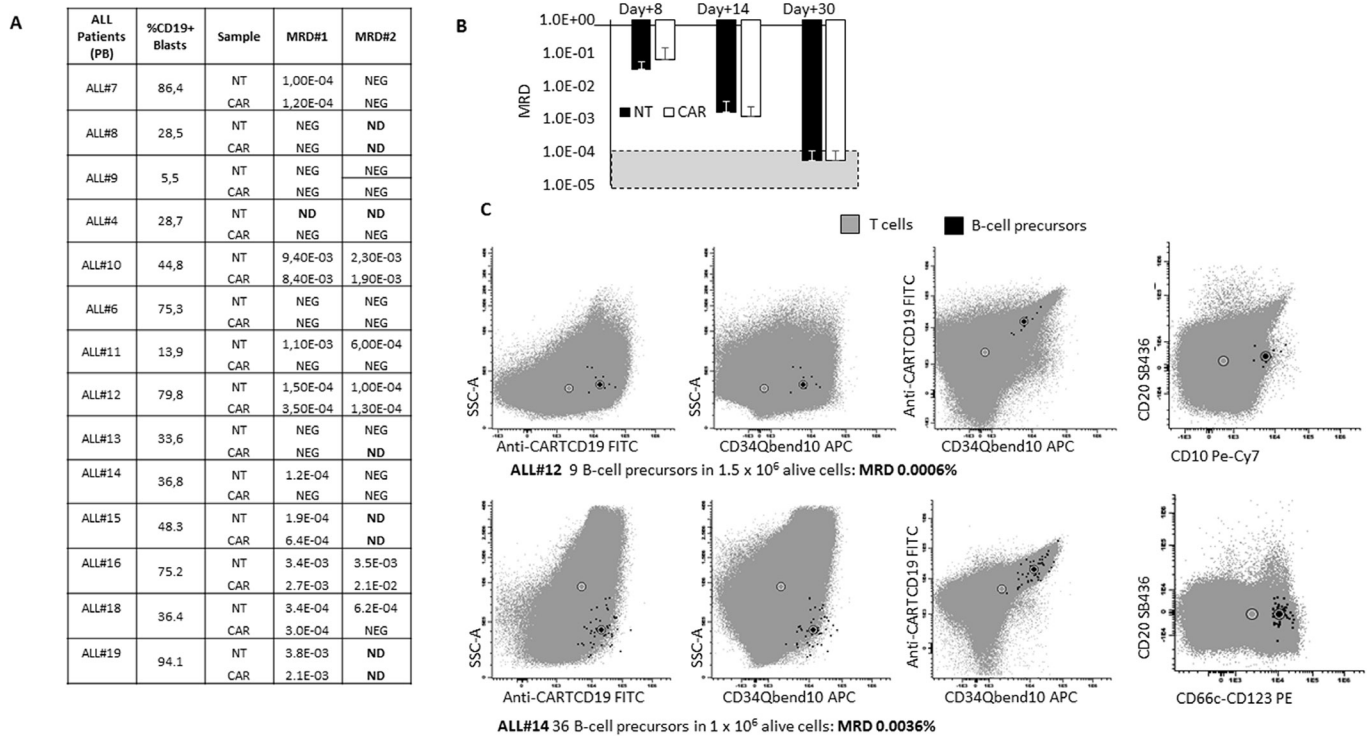 A
ALL Patients (PB) %CD19+ Blasts Sample MRD#1 MRD#2
ALL#7 86,4 NT 1,00E-04 NEG
CAR 1,20E-04 NEG
ALL#8 28,5 NT NEG ND
CAR NEG ND
ALL#9 5,5 NT NEG NEG
CAR NEG NEG
ALL#4 28,7 NT ND ND
CAR NEG NEG
ALL#10 44,8 NT 9,40E-03 2,30E-03
CAR 8,40E-03 1,90E-03
ALL#6 75,3 NT NEG NEG
CAR NEG NEG
ALL#11 13,9 NT 1,10E-03 6,00E-04
CAR NEG NEG
ALL#12 79,8 NT 1,50E-04 1,00E-04
CAR 3,50E-04 1,30E-04
ALL#13 33,6 NT NEG NEG
CAR NEG ND
ALL#14 36,8 NT 1.2E-04 NEG
CAR NEG NEG
ALL#15 48.3 NT 1.9E-04 ND
CAR 6.4E-04 ND
ALL#16 75.2 NT 3.4E-03 3.5E-03
CAR 2.7E-03 2.1E-02
ALL#18 36.4 NT 3.4E-04 6.2E-04
CAR 3.0E-04 NEG
ALL#19 94.1 NT 3.8E-03 ND
CAR 2.1E-03 ND
B
Day+8 Day+14 Day+30
1.0E+00
1.0E-01
1.0E-02
1.0E-03
1.0E-04
1.0E-05
MRD
NT CAR
C
T cells B-cell precursors
SSC-A
Anti-CARTCD19 FITC
SSC-A
CD34Qbend10 APC
Anti-CARTCD19 FITC
CD34Qbend10 APC
CD20 SB436
CD10 Pe-Cy7
ALL#12 9 B-cell precursors in 1.5 x 10⁶ alive cells: MRD 0.0006%
SSC-A
Anti-CARTCD19 FITC
SSC-A
CD34Qbend10 APC
Anti-CARTCD19 FITC
CD34Qbend10 APC
CD20 SB436
CD66c-CD123 PE
ALL#14 36 B-cell precursors in 1 x 10⁶ alive cells: MRD 0.0036%